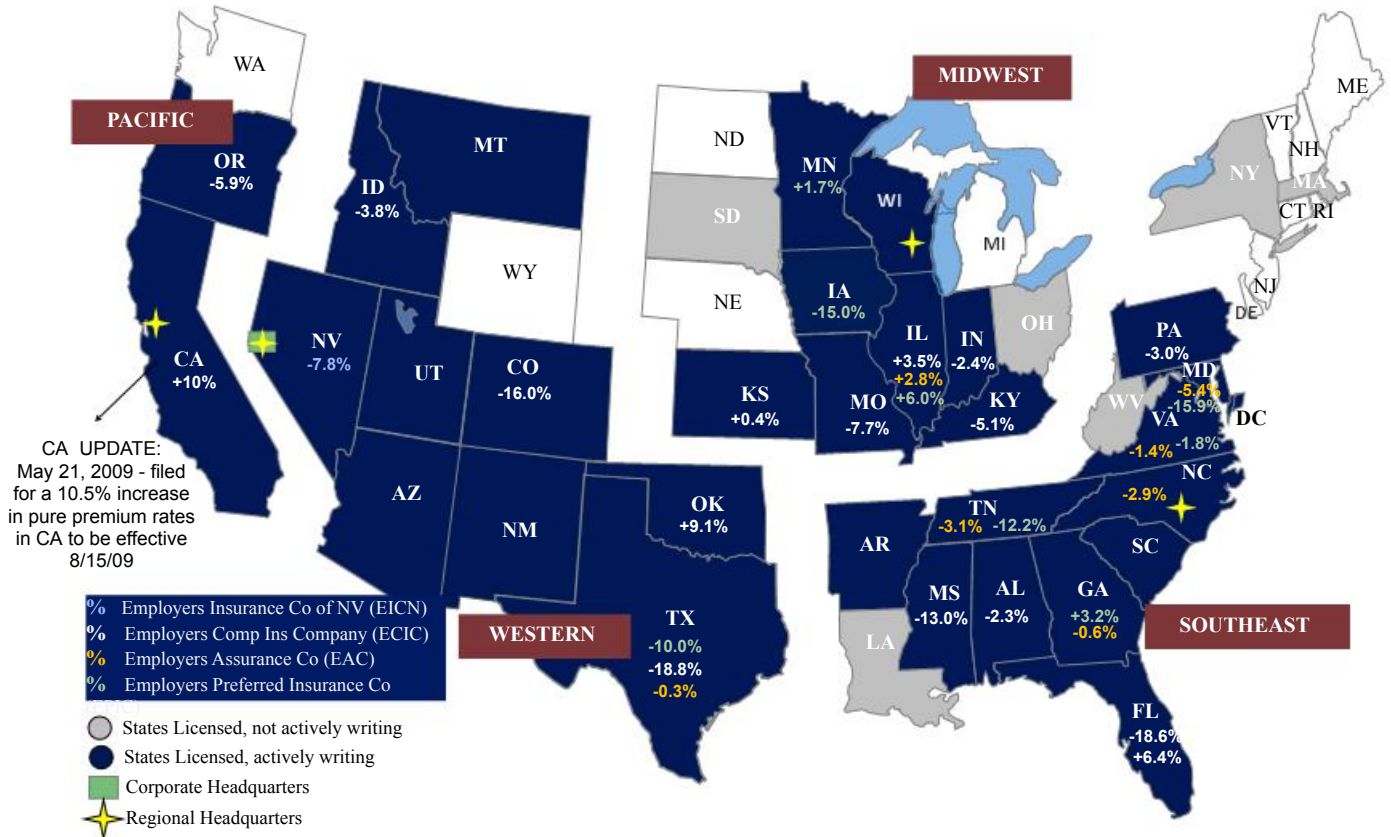 WA
PACIFIC
OR
-5.9%
MT
ID
-3.8%
WY
CA
+10%
NV
-7.8%
UT
CO
-16.0%
AZ
NM
CA UPDATE:
May 21, 2009 - filed
for a 10.5% increase
in pure premium rates
in CA to be effective
8/15/09
MIDWEST
ND
SD
NE
MN
+1.7%
WI
MI
IA
-15.0%
IL
+3.5%
+2.8%
+6.0%
IN
-2.4%
OH
KS
+0.4%
MO
-7.7%
KY
-5.1%
OK
+9.1%
TX
-10.0%
-18.8%
-0.3%
WESTERN
ME
VT
NH
NY
MA
CT RI
NJ
DE
PA
-3.0%
MD
-5.4%
-15.9%
WV
DC
VA
-1.8%
-1.4%
NC
-2.9%
TN
-3.1% -12.2%
AR
SC
MS
-13.0%
AL
-2.3%
GA
+3.2%
-0.6%
LA
SOUTHEAST
FL
-18.6%
+6.4%
% Employers Insurance Co of NV (EICN)
% Employers Comp Ins Company (ECIC)
% Employers Assurance Co (EAC)
% Employers Preferred Insurance Co
States Licensed, not actively writing
States Licensed, actively writing
Corporate Headquarters
Regional Headquarters